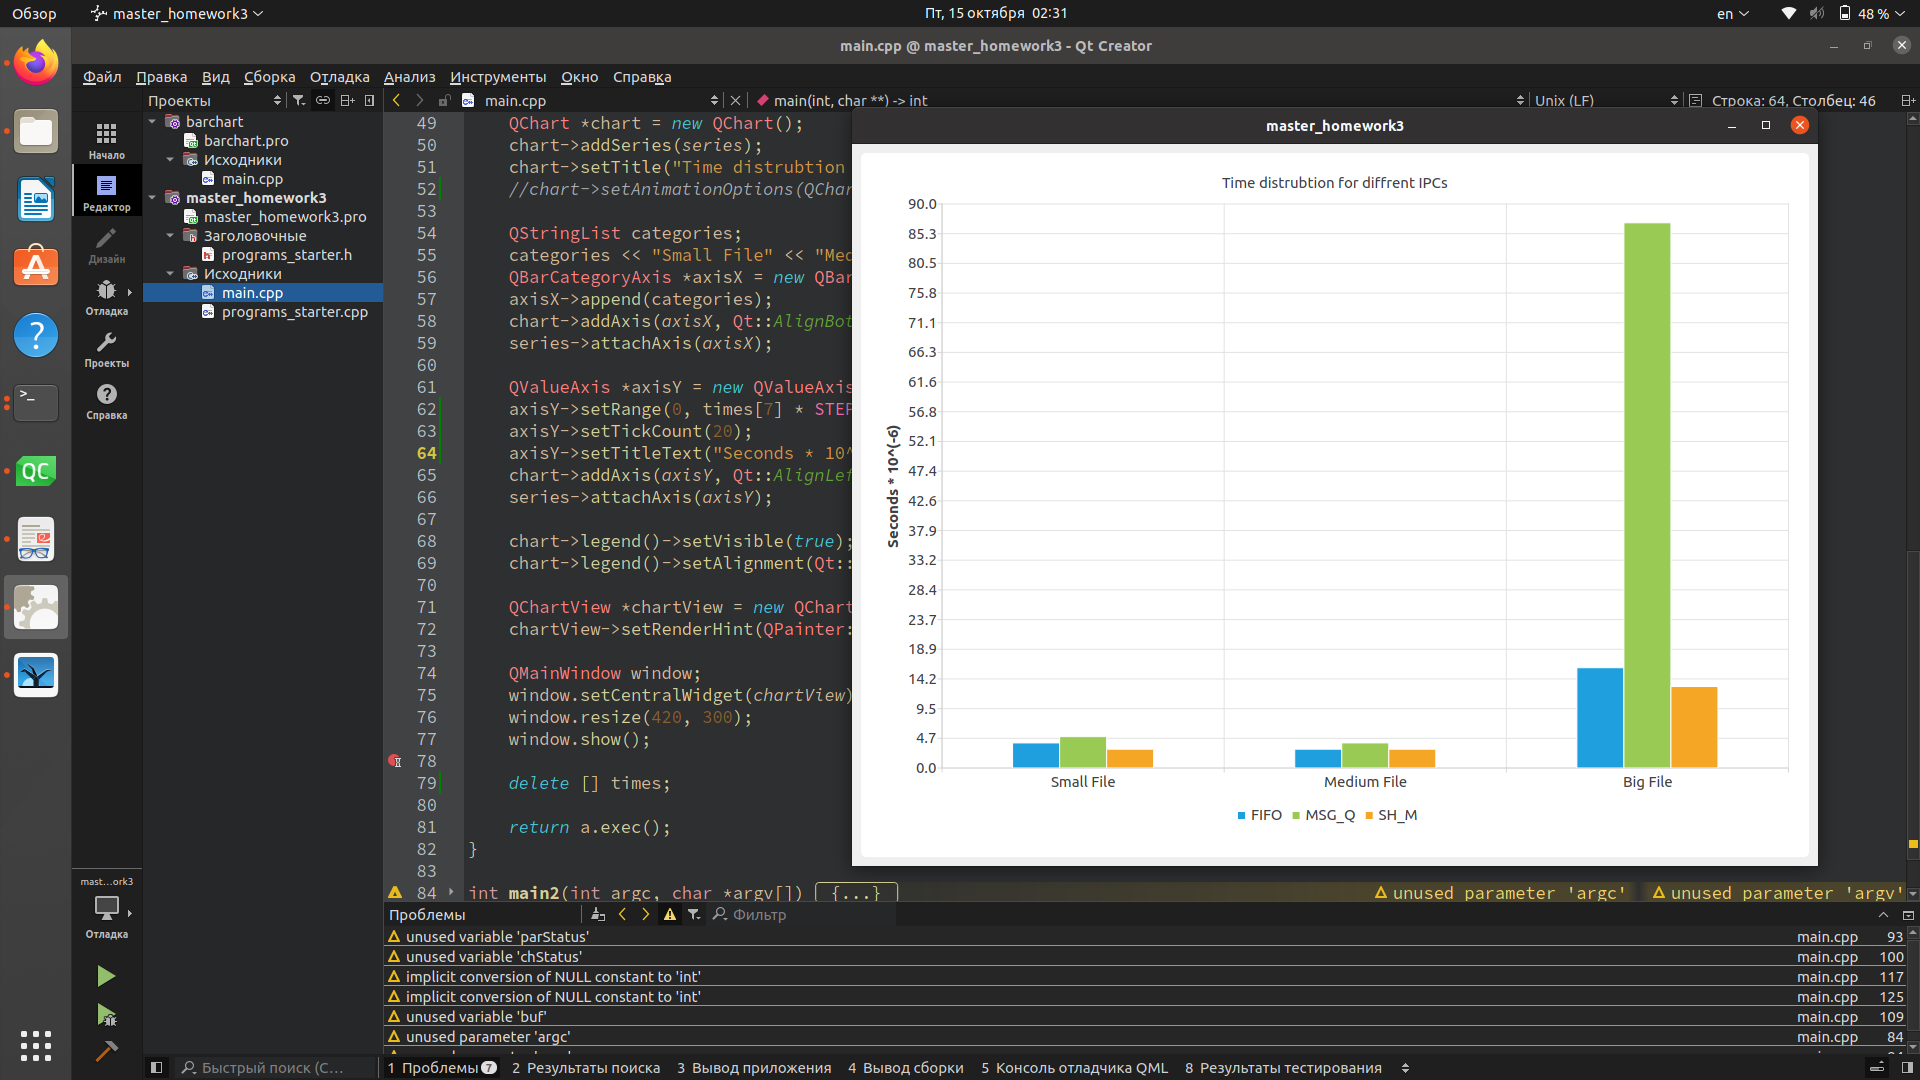 Обзор
master_homework3
Пт, 15 октября 02:31
en
48 %
main.cpp @ master_homework3 - Qt Creator
Файл Правка Вид Сборка Отладка Анализ Инструменты Окно Справка
Проекты
main.cpp
main(int, char **) -> int
Unix (LF)
Строка: 64, Столбец: 46
Начало
Редактор
Дизайн
Отладка
Проекты
Справка
barchart
barchart.pro
Исходники
main.cpp
master_homework3
master_homework3.pro
Заголовочные
programs_starter.h
Исходники
main.cpp
programs_starter.cpp
49 QChart *chart = new QChart();
50 chart->addSeries(series);
51 chart->setTitle("Time distrubtion
52 //chart->setAnimationOptions(QChar
53
54 QStringList categories;
55 categories << "Small File" << "Med
56 QBarCategoryAxis *axisX = new QBar
57 axisX->append(categories);
58 chart->addAxis(axisX, Qt::AlignBot
59 series->attachAxis(axisX);
60
61 QValueAxis *axisY = new QValueAxis
62 axisY->setRange(0, times[7] * STEP
63 axisY->setTickCount(20);
64 axisY->setTitleText("Seconds * 10^
65 chart->addAxis(axisY, Qt::AlignLef
66 series->attachAxis(axisY);
67
68 chart->legend()->setVisible(true);
69 chart->legend()->setAlignment(Qt::
70
71 QChartView *chartView = new QChart
72 chartView->setRenderHint(QPainter:
73
74 QMainWindow window;
75 window.setCentralWidget(chartView)
76 window.resize(420, 300);
77 window.show();
78
79 delete [] times;
80
81 return a.exec();
82 }
83
84 int main2(int argc, char *argv[]) {...}
unused parameter 'argc'
unused parameter 'argv'
master_homework3
Time distrubtion for diffrent IPCs
Seconds * 10^(-6)
90.0
85.3
80.5
75.8
71.1
66.3
61.6
56.8
52.1
47.4
42.6
37.9
33.2
28.4
23.7
18.9
14.2
9.5
4.7
0.0
Small File Medium File Big File
FIFO MSG_Q SH_M
mast...ork3
Отладка
Проблемы
Фильтр
unused variable 'parStatus' main.cpp 93
unused variable 'chStatus' main.cpp 100
implicit conversion of NULL constant to 'int' main.cpp 117
implicit conversion of NULL constant to 'int' main.cpp 125
unused variable 'buf' main.cpp 109
unused parameter 'argc' main.cpp 84
Быстрый поиск (C...
1 Проблемы 7
2 Результаты поиска
3 Вывод приложения
4 Вывод сборки
5 Консоль отладчика QML
8 Результаты тестирования